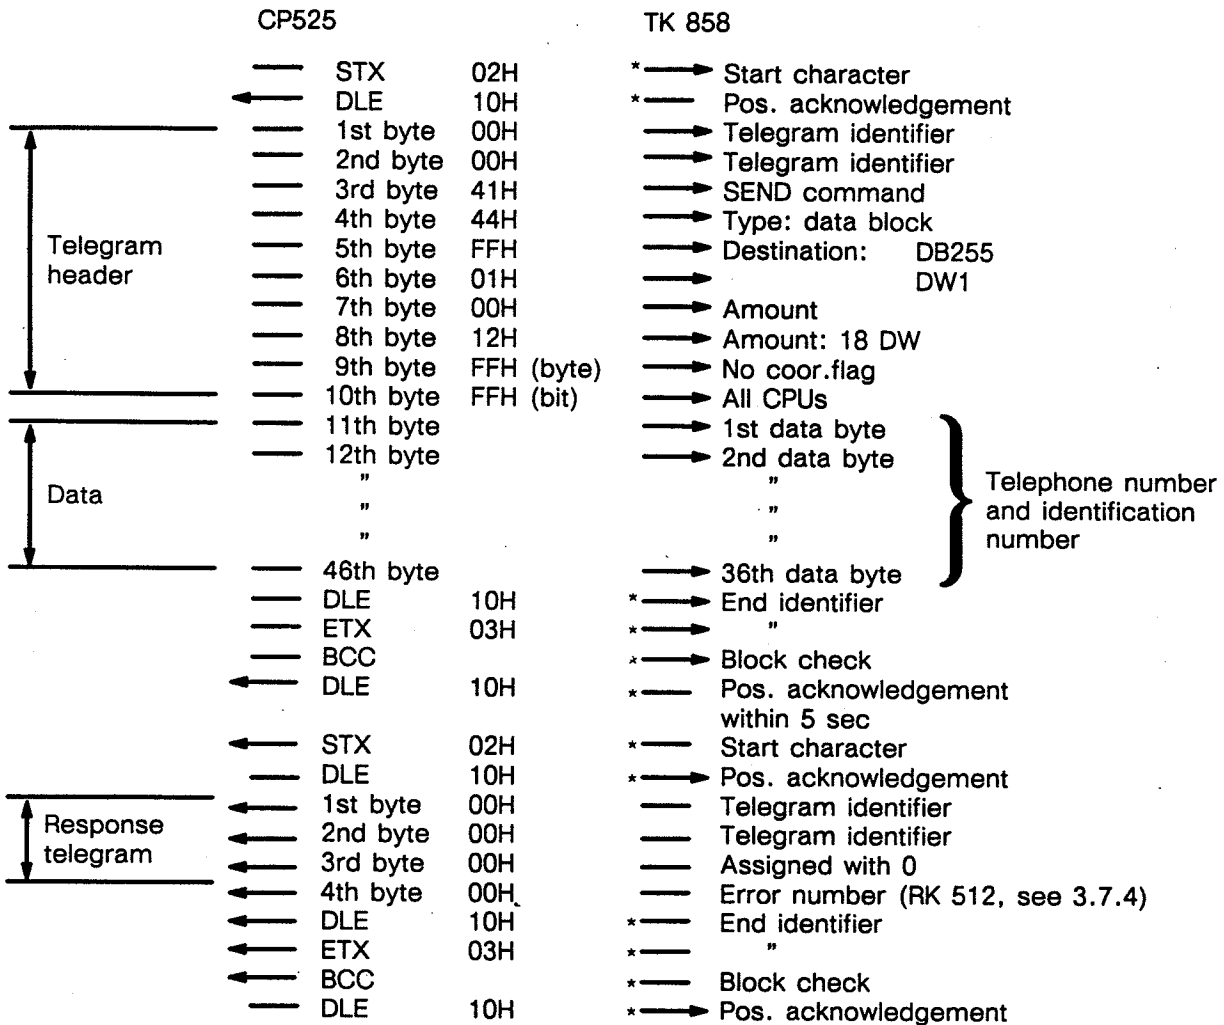 CP525 TK 858
STX 02H * Start character
DLE 10H * Pos. acknowledgement
1st byte 00H Telegram identifier
2nd byte 00H Telegram identifier
3rd byte 41H SEND command
4th byte 44H Type: data block
Telegram header
5th byte FFH Destination: DB255
6th byte 01H DW1
7th byte 00H Amount
8th byte 12H Amount: 18 DW
9th byte FFH (byte) No coor.flag
10th byte FFH (bit) All CPUs
11th byte 1st data byte
12th byte 2nd data byte
" "
Data " " Telephone number and identification number
" "
46th byte 36th data byte
DLE 10H * End identifier
ETX 03H * "
BCC * Block check
DLE 10H * Pos. acknowledgement
within 5 sec
STX 02H * Start character
DLE 10H * Pos. acknowledgement
1st byte 00H Telegram identifier
Response telegram
2nd byte 00H Telegram identifier
3rd byte 00H Assigned with 0
4th byte 00H Error number (RK 512, see 3.7.4)
DLE 10H * End identifier
ETX 03H * "
BCC * Block check
DLE 10H * Pos. acknowledgement